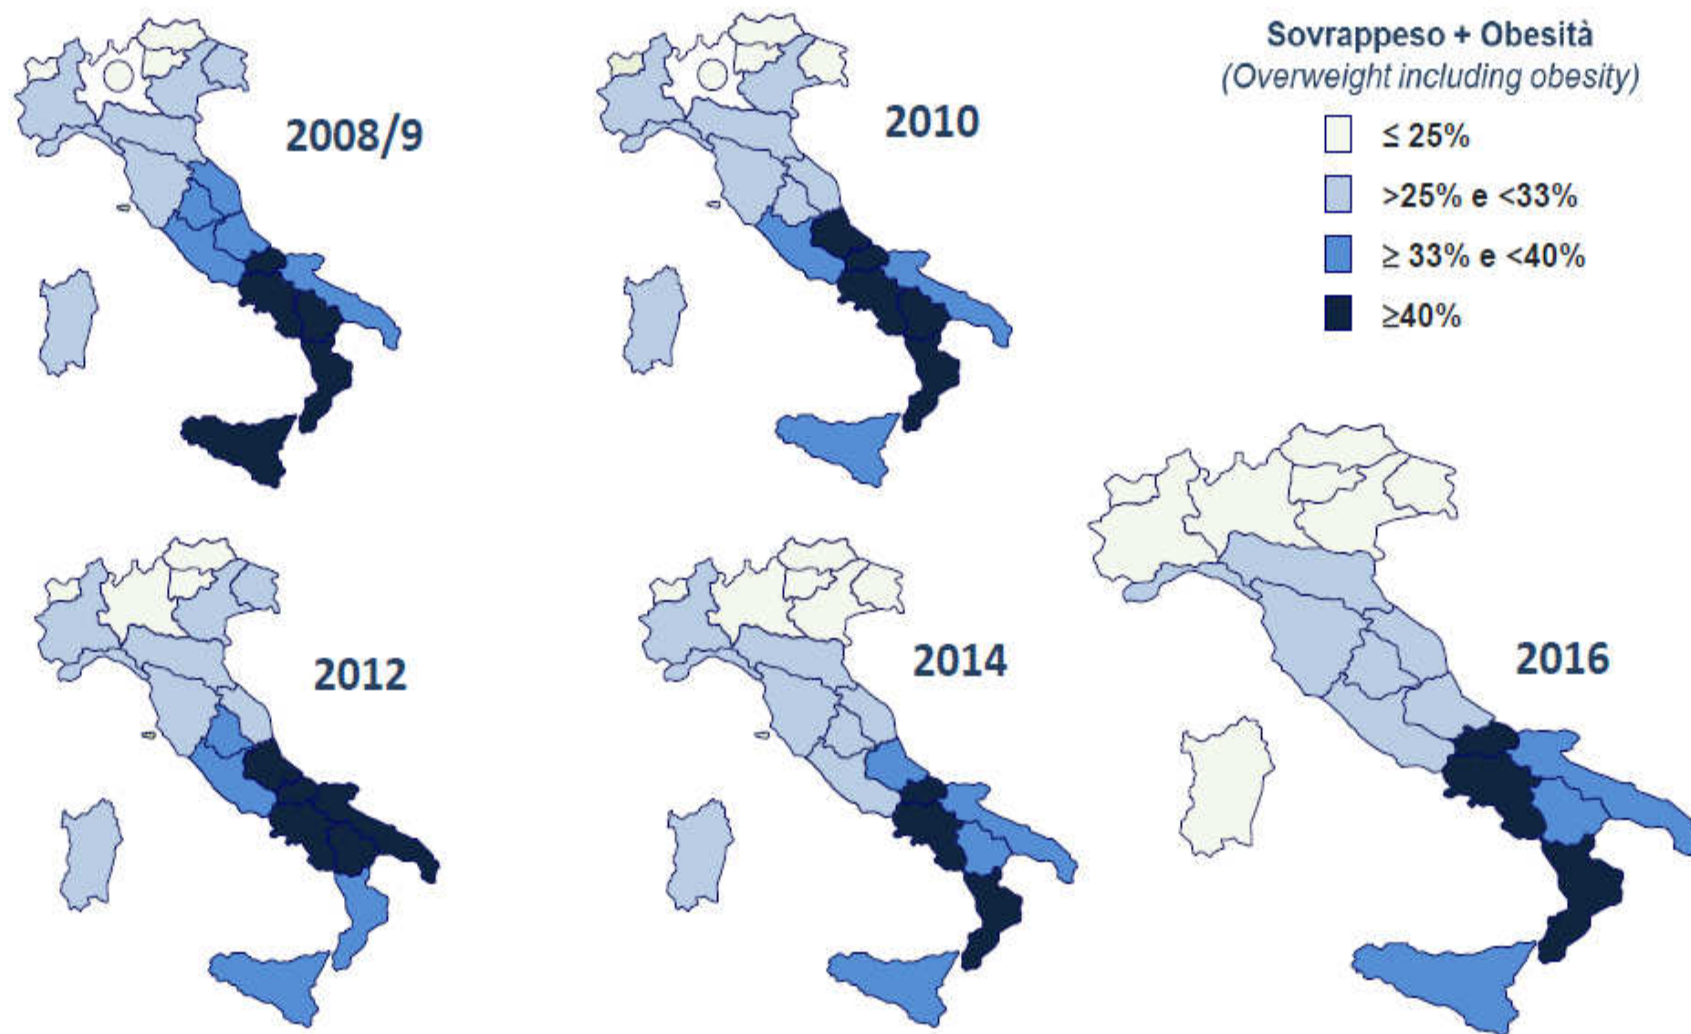 Sovrappeso + Obesità
(Overweight including obesity)
≤ 25%
>25% e <33%
≥ 33% e <40%
≥40%
2008/9
2010
2012
2014
2016